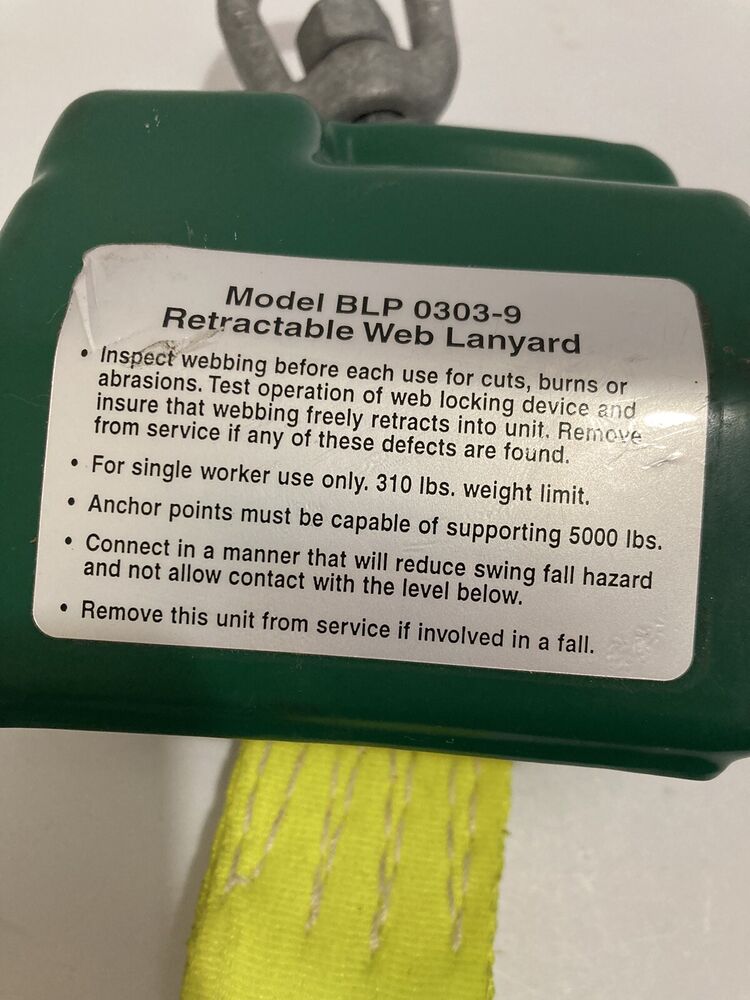 Model BLP 0303-9
Retractable Web Lanyard
• Inspect webbing before each use for cuts, burns or
abrasions. Test operation of web locking device and
insure that webbing freely retracts into unit. Remove
from service if any of these defects are found.
• For single worker use only. 310 lbs. weight limit.
• Anchor points must be capable of supporting 5000 lbs.
• Connect in a manner that will reduce swing fall hazard
and not allow contact with the level below.
• Remove this unit from service if involved in a fall.